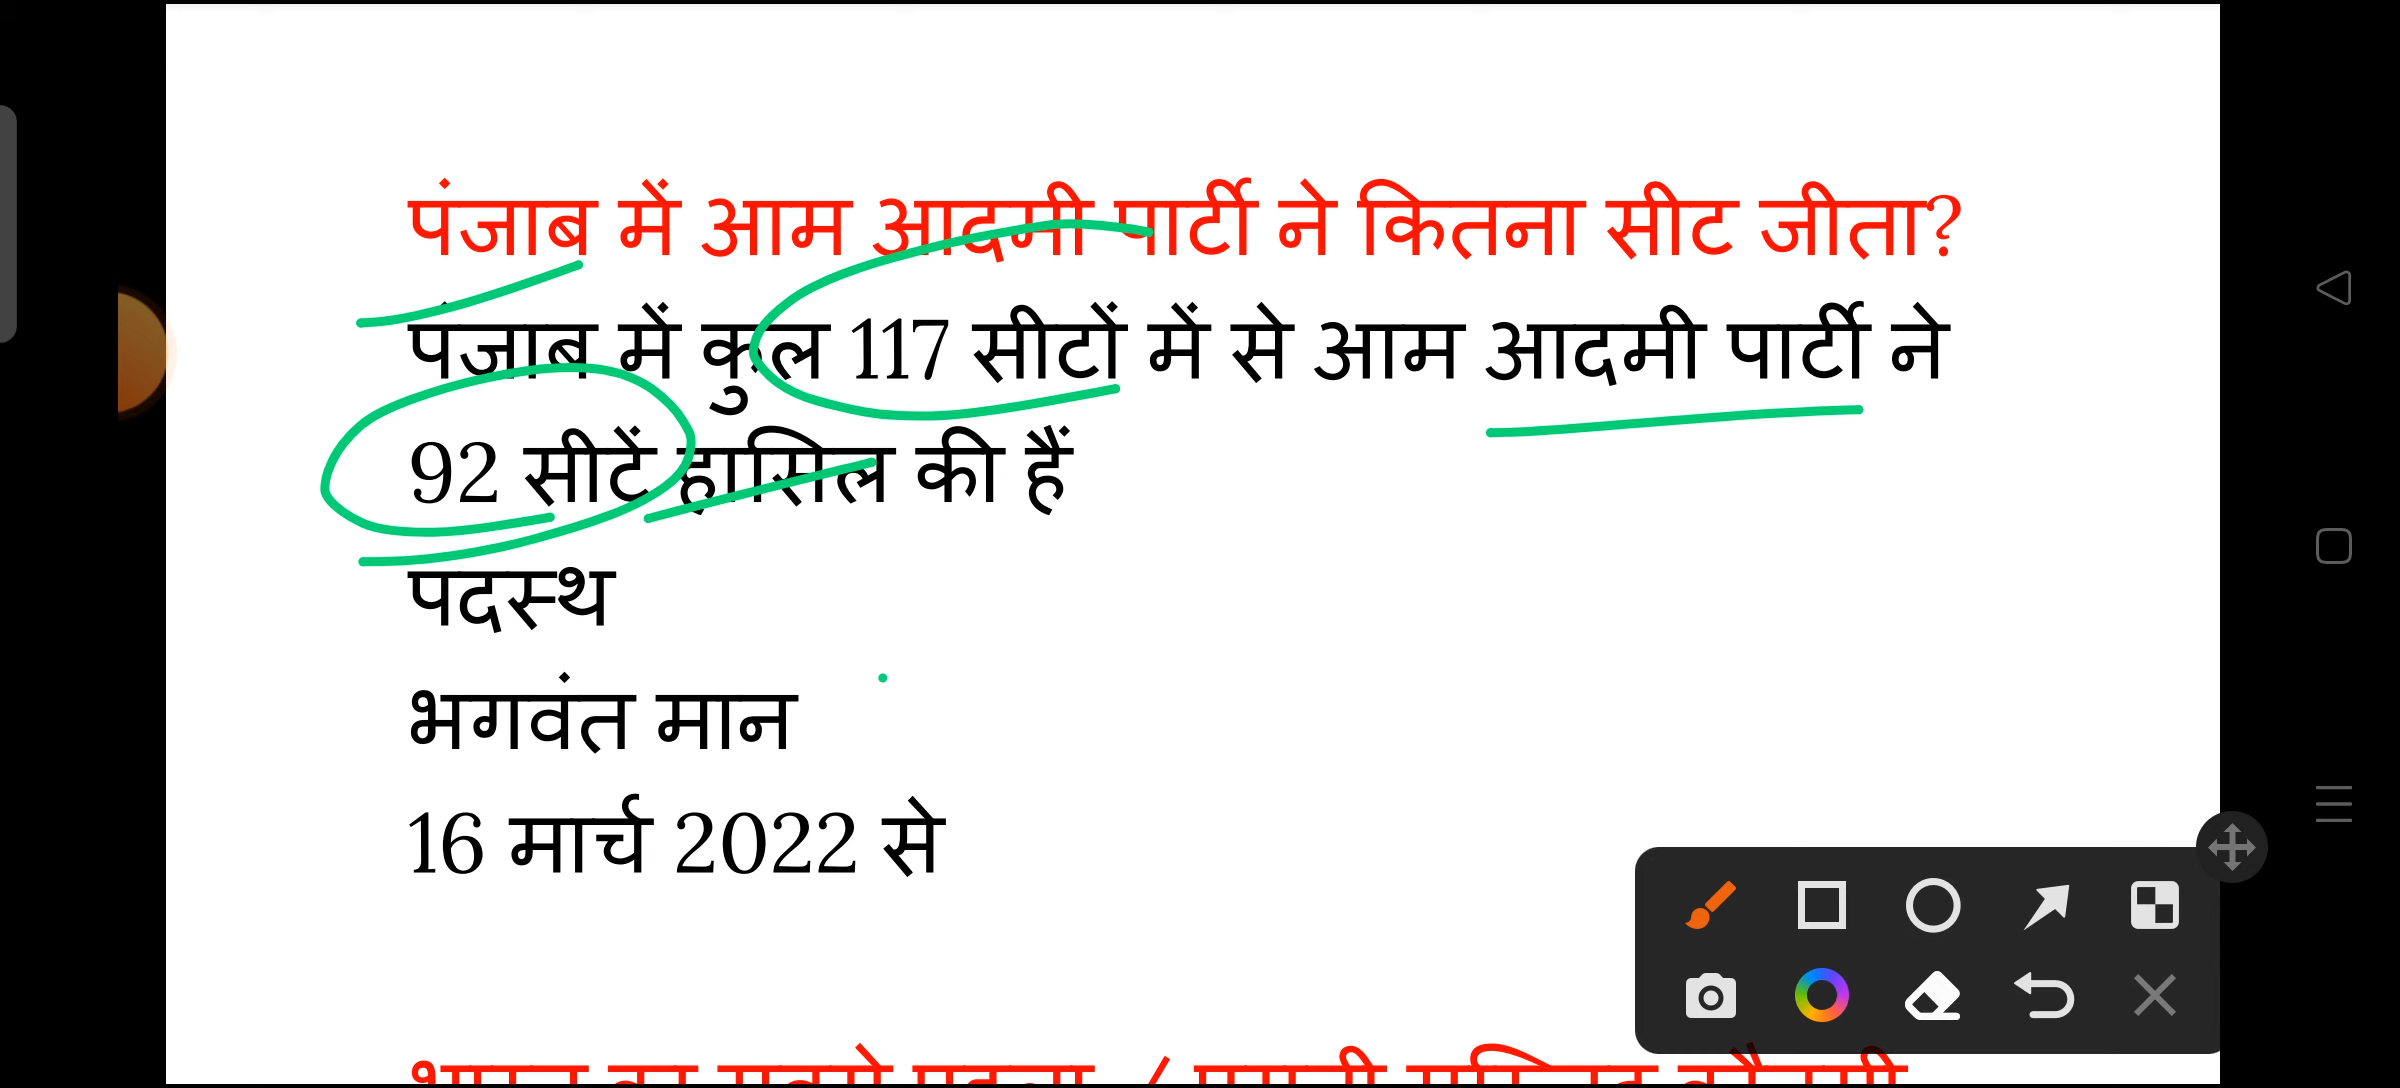 पंजाब में आम आदमी पार्टी ने कितना सीट जीता?
पंजाब में कुल 117 सीटों में से आम आदमी पार्टी ने
92 सीटें हासिल की हैं
पदस्थ
भगवंत मान
16 मार्च 2022 से